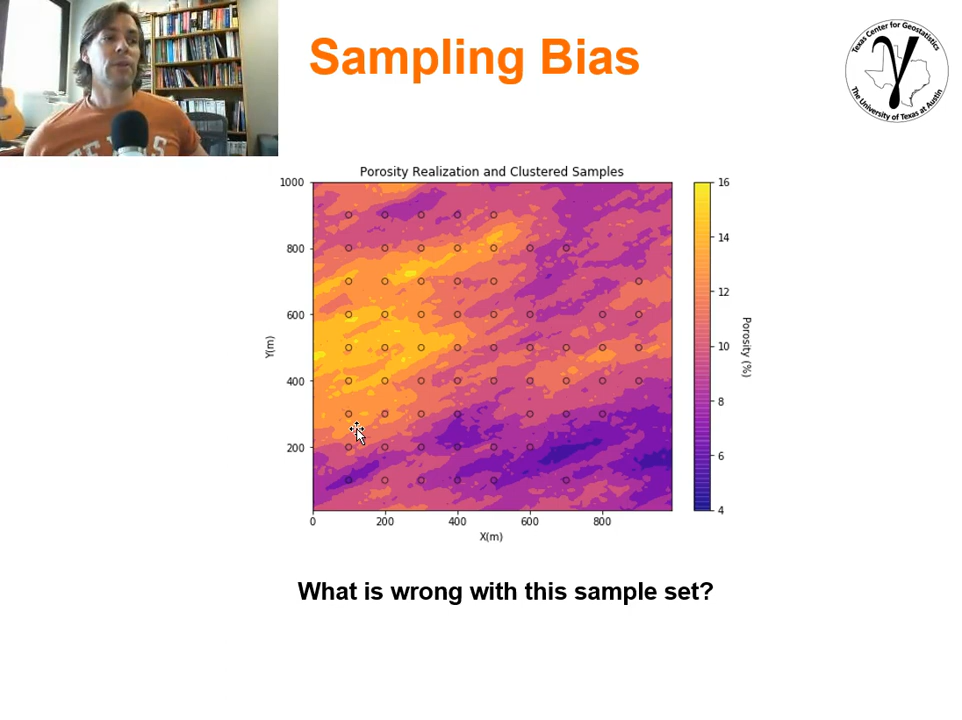 Sampling Bias
Texas Center for Geostatistics
γ
The University of Texas at Austin
TEXAS
Porosity Realization and Clustered Samples
1000
800
600
400
200
0
200
400
600
800
X(m)
Y(m)
16
14
12
10
8
6
4
Porosity (%)
What is wrong with this sample set?